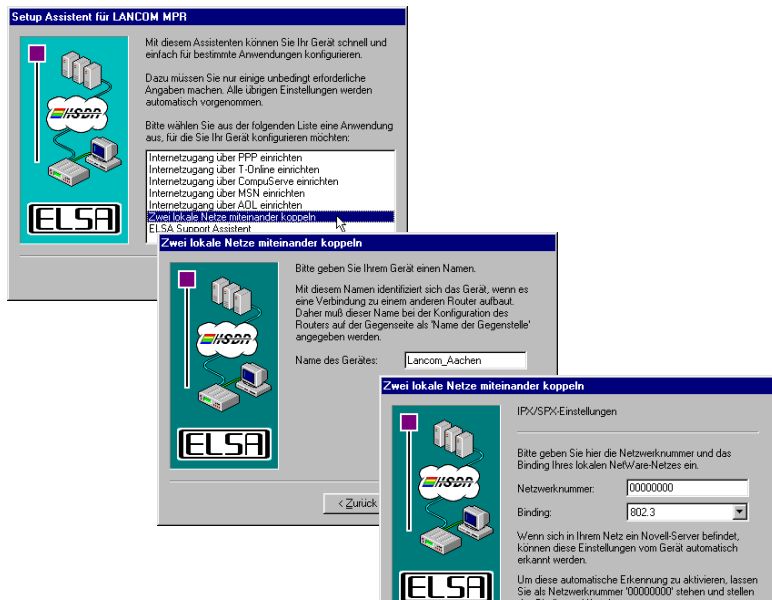 Setup Assistent für LANCOM MPR
Mit diesem Assistenten können Sie Ihr Gerät schnell und
einfach für bestimmte Anwendungen konfigurieren.
Dazu müssen Sie nur einige unbedingt erforderliche
Angaben machen. Alle übrigen Einstellungen werden
automatisch vorgenommen.
Bitte wählen Sie aus der folgenden Liste eine Anwendung
aus, für die Sie Ihr Gerät konfigurieren möchten:
Internetzugang über PPP einrichten
Internetzugang über T-Online einrichten
Internetzugang über CompuServe einrichten
Internetzugang über MSN einrichten
Internetzugang über AOL einrichten
Zwei lokale Netze miteinander koppeln
ELSA Support Assistent
ISDN
ELSA
Zwei lokale Netze miteinander koppeln
Bitte geben Sie Ihrem Gerät einen Namen.
Mit diesem Namen identifiziert sich das Gerät, wenn es
eine Verbindung zu einem anderen Router aufbaut.
Daher muß dieser Name bei der Konfiguration des
Routers auf der Gegenseite als 'Name der Gegenstelle'
angegeben werden.
Name des Gerätes: Lancom_Aachen
ISDN
ELSA
< Zurück
Zwei lokale Netze miteinander koppeln
IPX/SPX-Einstellungen
Bitte geben Sie hier die Netzwerknummer und das
Binding Ihres lokalen NetWare-Netzes ein.
Netzwerknummer: 00000000
Binding: 802.3
Wenn sich in Ihrem Netz ein Novell-Server befindet,
können diese Einstellungen vom Gerät automatisch
erkannt werden.
Um diese automatische Erkennung zu aktivieren, lassen
Sie als Netzwerknummer '00000000' stehen und stellen
ISDN
ELSA